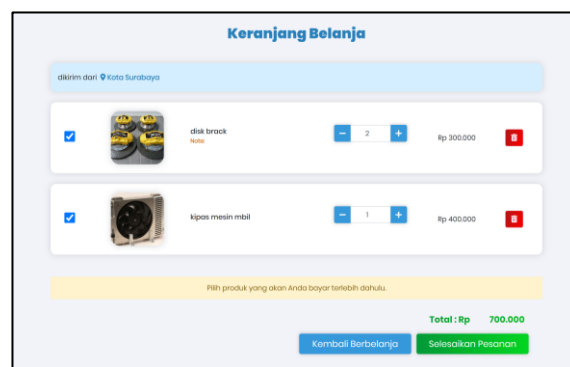 Keranjang Belanja
dikirim dari Kota Surabaya
disk brack
Note:
2
Rp 300.000
kipas mesin mbil
1
Rp 400.000
Pilih produk yang akan Anda bayar terlebih dahulu.
Total : Rp 700.000
Kembali Berbelanja
Selesaikan Pesanan